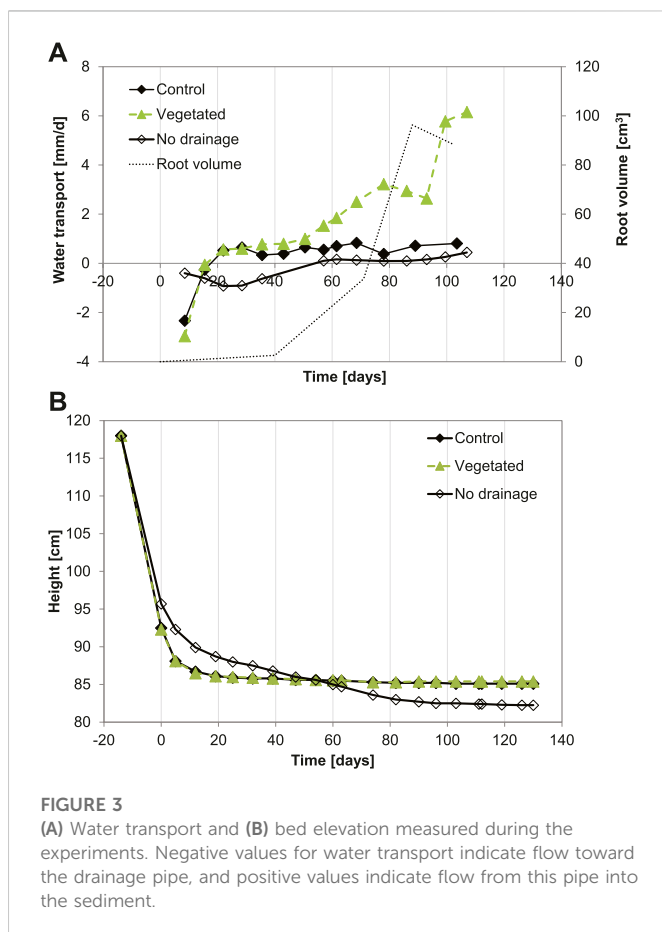 A
8
6
4
2
0
-2
-4
Water transport [mm/d]
Control
Vegetated
No drainage
Root volume
120
100
80
60
40
20
0
Root volume [cm³]
-20 0 20 40 60 80 100 120 140
Time [days]
B
120
115
110
105
100
95
90
85
80
Height [cm]
Control
Vegetated
No drainage
-20 0 20 40 60 80 100 120 140
Time [days]
FIGURE 3
(A) Water transport and (B) bed elevation measured during the
experiments. Negative values for water transport indicate flow toward
the drainage pipe, and positive values indicate flow from this pipe into
the sediment.